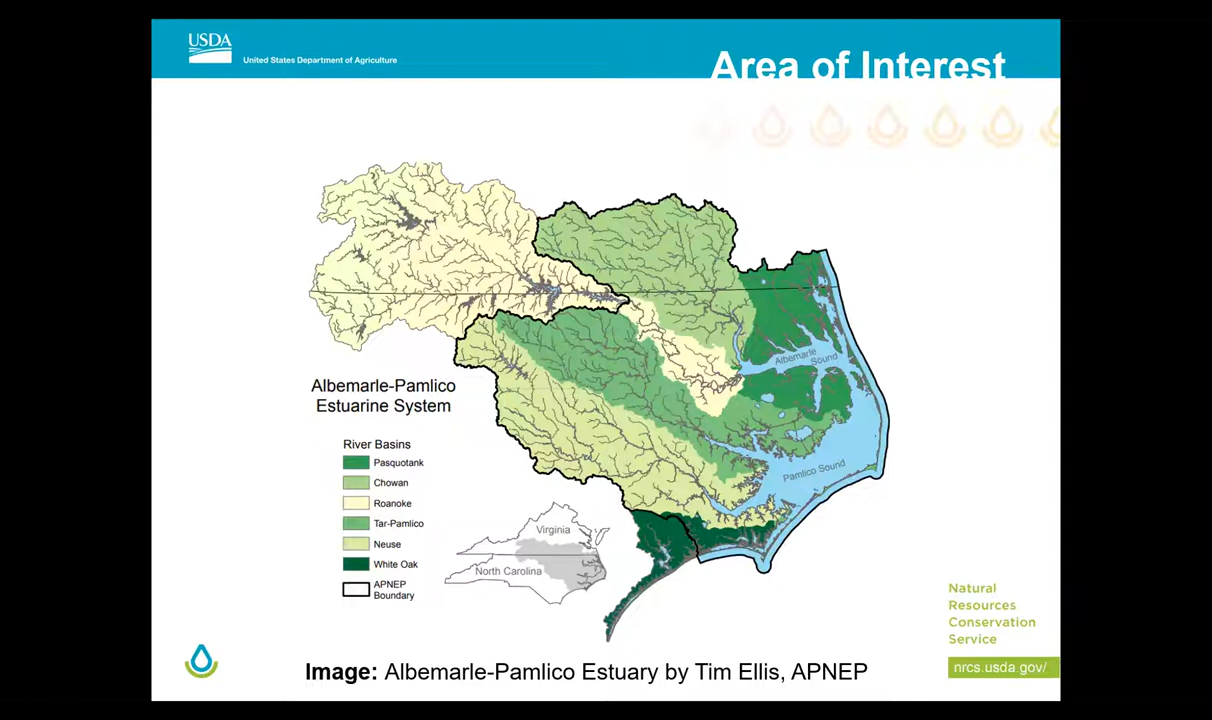 USDA
United States Department of Agriculture
Area of Interest
Albemarle Sound
Pamlico Sound
Albemarle-Pamlico
Estuarine System
River Basins
Pasquotank
Chowan
Roanoke
Tar-Pamlico
Neuse
White Oak
APNEP
Boundary
Virginia
North Carolina
Natural
Resources
Conservation
Service
nrcs.usda.gov/
Image: Albemarle-Pamlico Estuary by Tim Ellis, APNEP